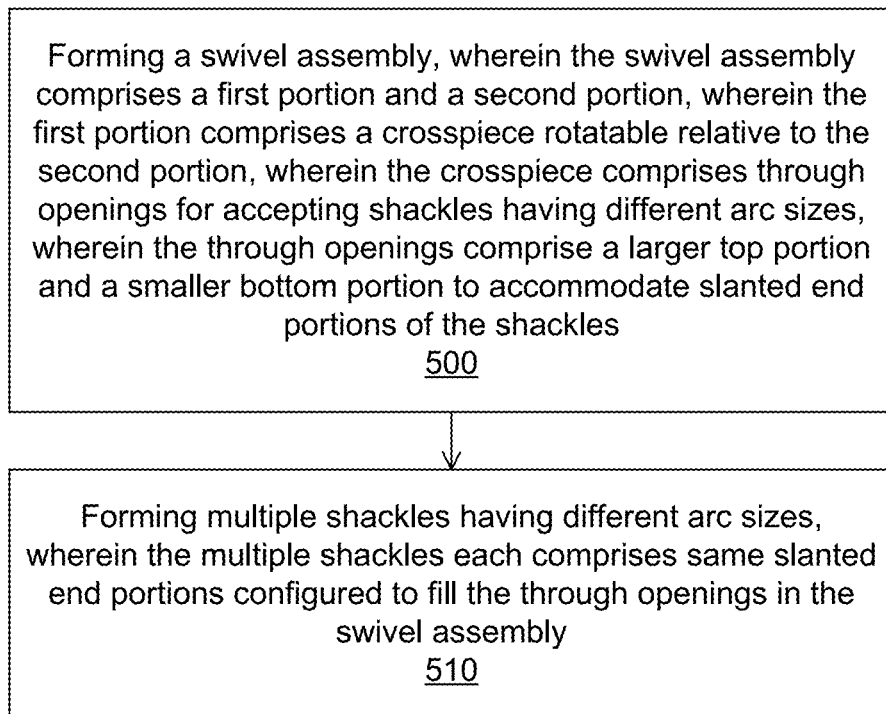 Forming a swivel assembly, wherein the swivel assembly
comprises a first portion and a second portion, wherein the
first portion comprises a crosspiece rotatable relative to the
second portion, wherein the crosspiece comprises through
openings for accepting shackles having different arc sizes,
wherein the through openings comprise a larger top portion
and a smaller bottom portion to accommodate slanted end
portions of the shackles
500
Forming multiple shackles having different arc sizes,
wherein the multiple shackles each comprises same slanted
end portions configured to fill the through openings in the
swivel assembly
510